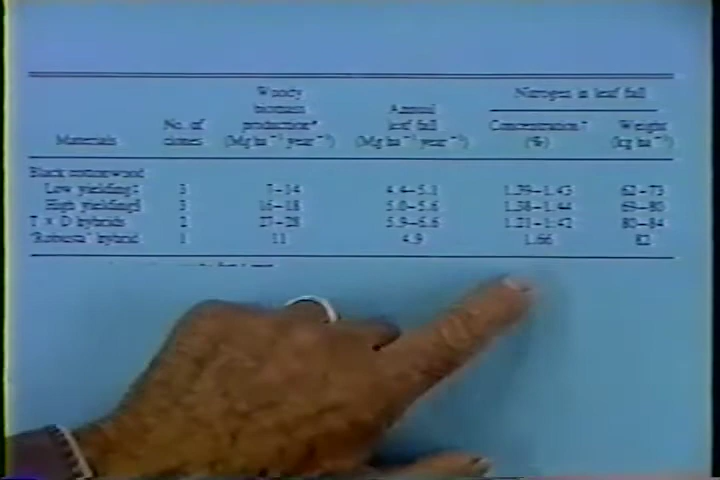 Woody Nitrogen in leaf fall
biomass Annual
No. of production* leaf fall Concentration† Weight
Materials clones (Mg ha⁻¹ year⁻¹) (Mg ha⁻¹ year⁻¹) (%) (kg ha⁻¹)
Black cottonwood
Low yielding‡ 3 7–14 4.4–5.1 1.39–1.43 62–73
High yielding§ 3 16–18 5.0–5.6 1.38–1.44 69–80
T × D hybrids 2 27–28 5.9–6.6 1.21–1.42 80–84
'Robusta' hybrid 1 11 4.9 1.66 82